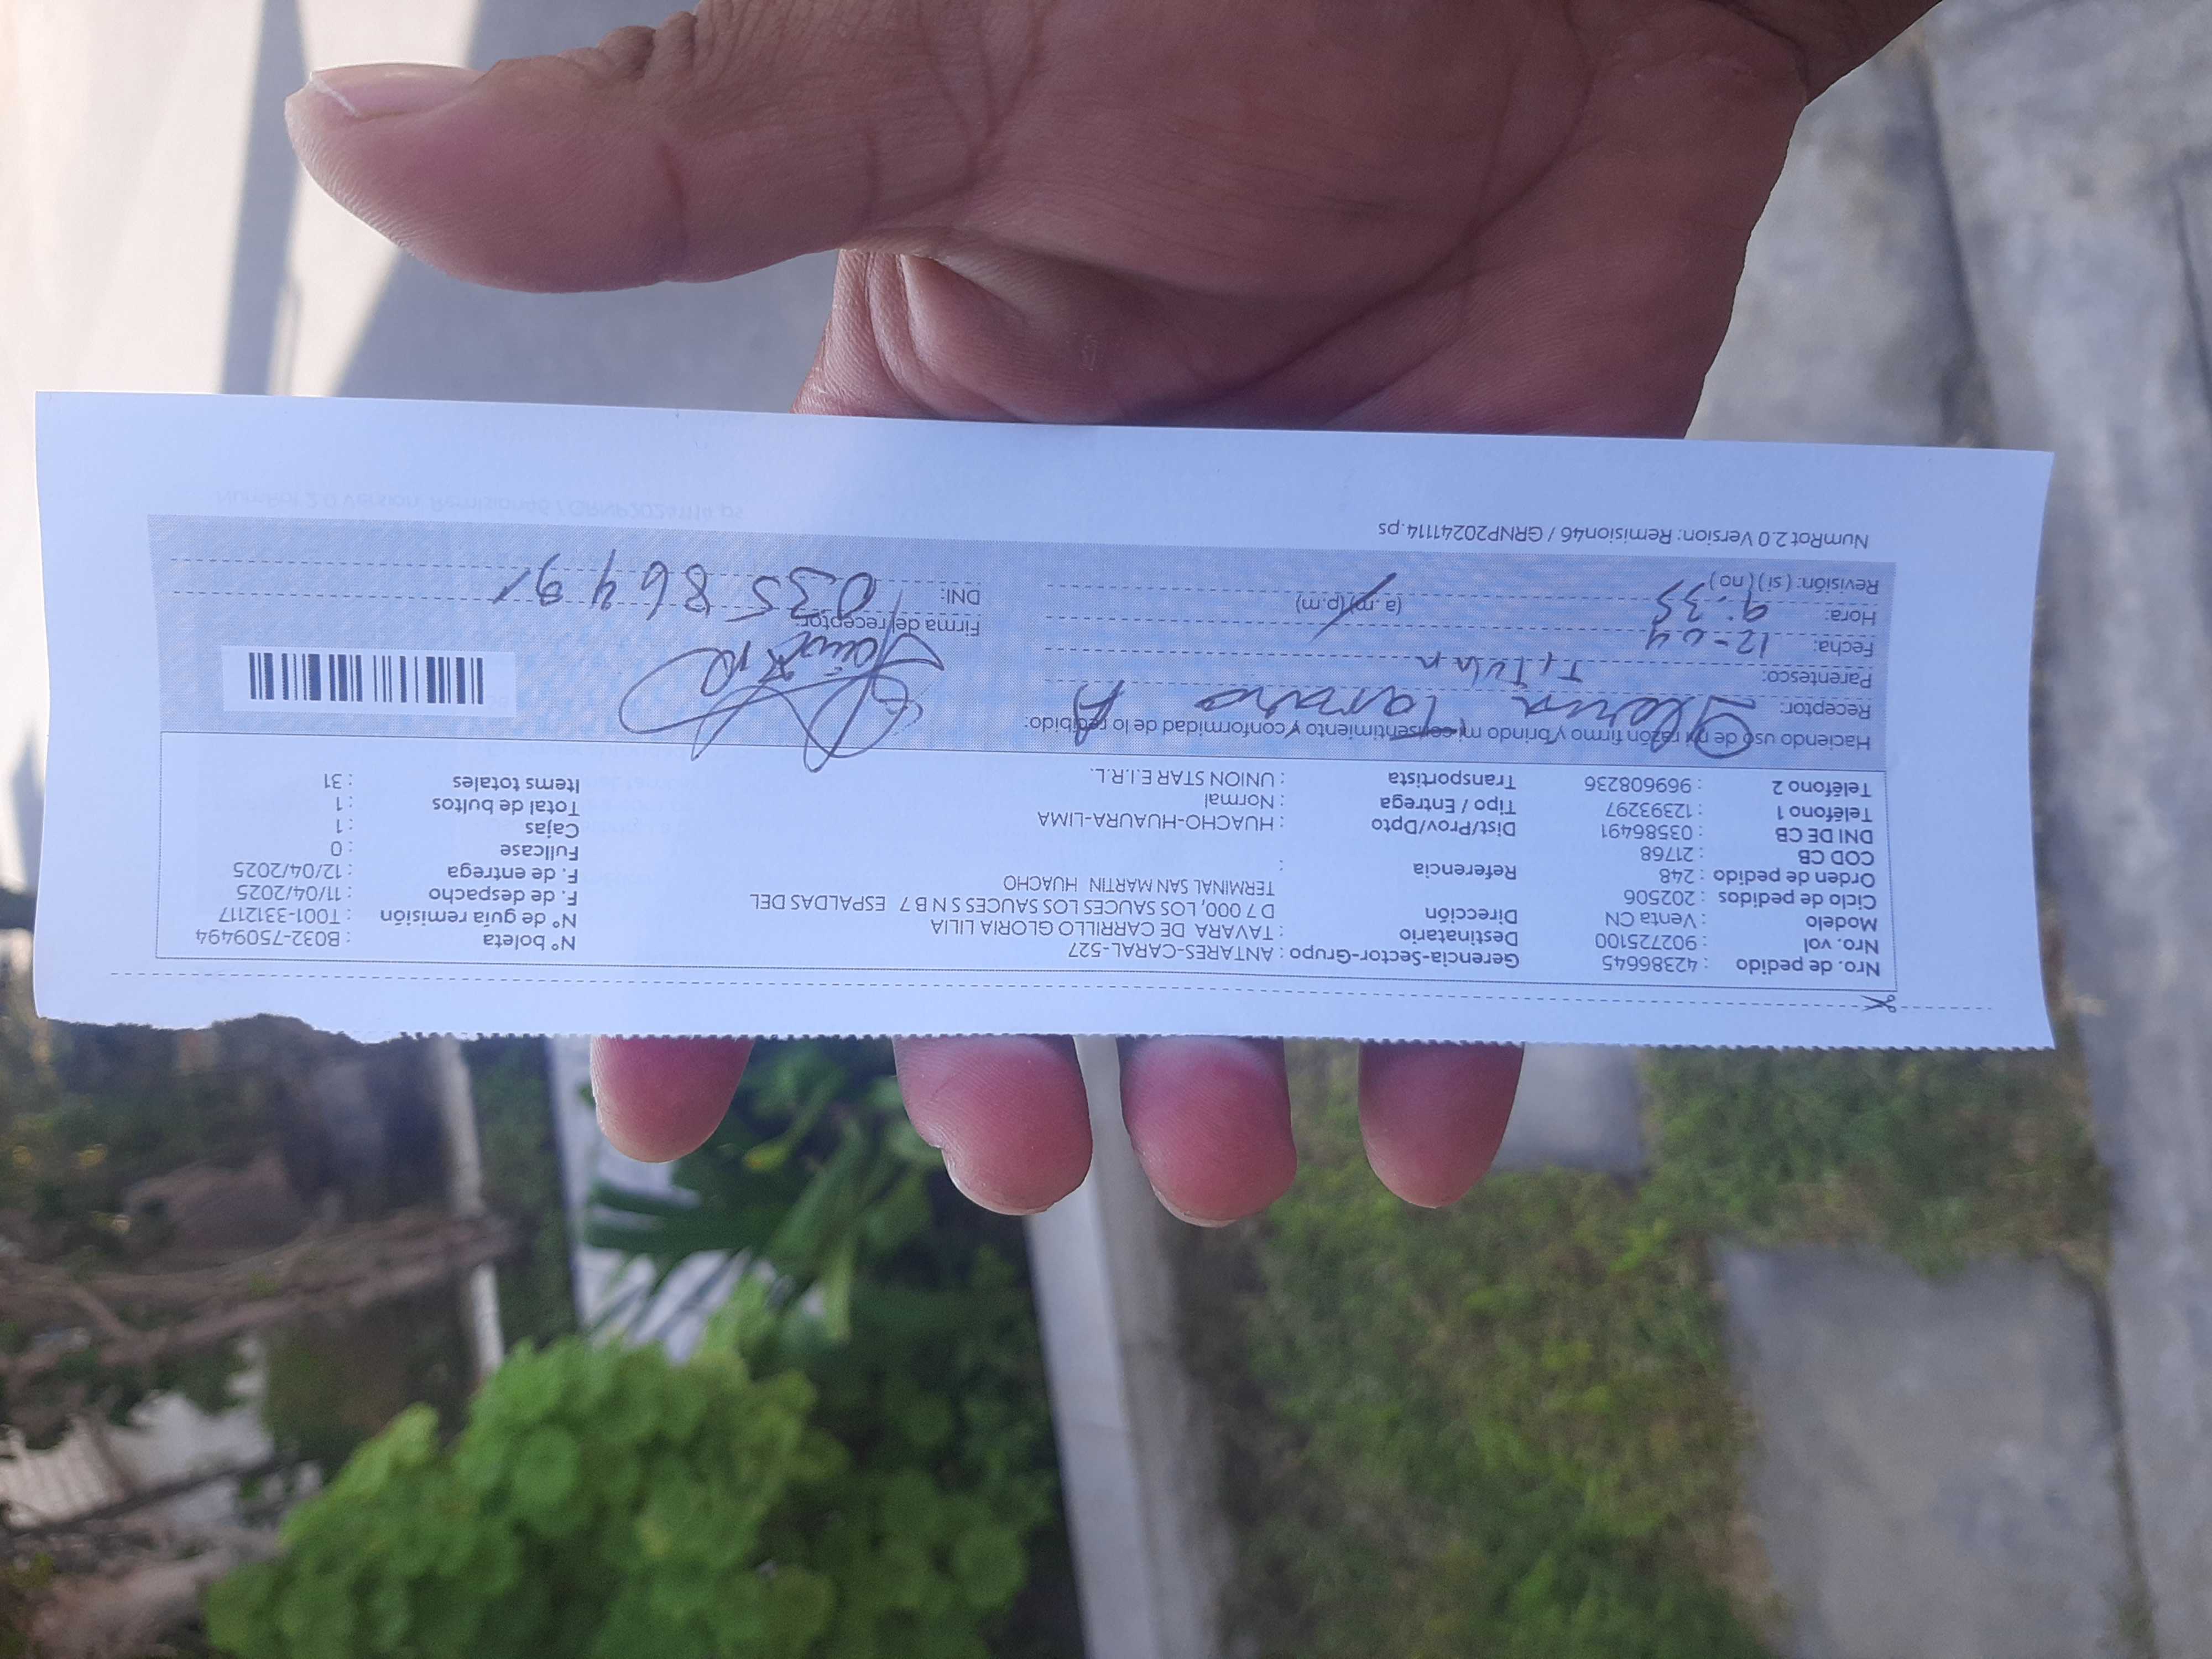 Nro. de pedido : 42386645 Gerencia-Sector-Grupo : ANTARES-CARAL-527 N° boleta : B032-7509494
Nro. vol : 902725100 Destinatario : TAVARA DE CARRILLO GLORIA LILIA N° de guía remisión : T001-3312117
Modelo : Venta CN Dirección D 7 000, LOS SAUCES LOS SAUCES S N B 7 ESPALDAS DEL F. de despacho : 11/04/2025
Ciclo de pedidos : 202506 TERMINAL SAN MARTIN HUACHO F. de entrega : 12/04/2025
Orden de pedido : 248 Referencia : Fullcase : 0
COD CB : 21768 Cajas : 1
DNI DE CB : 03586491 Dist/Prov/Dpto : HUACHO-HUAURA-LIMA Total de bultos : 1
Teléfono 1 : 12393297 Tipo / Entrega : Normal Items totales : 31
Teléfono 2 : 969608236 Transportista : UNION STAR E.I.R.L.
Haciendo uso de mi razón firmo y brindo mi consentimiento y conformidad de lo recibido:
Receptor: Gloria
Parentesco: Titular
Fecha: 12-04 Firma del receptor
Hora: 9:35 (a.m) (p.m) DNI: 03586491
Revisión: ( si ) ( no )
NumRot 2.0 Version: Remision46 / GRNP20241114.ps